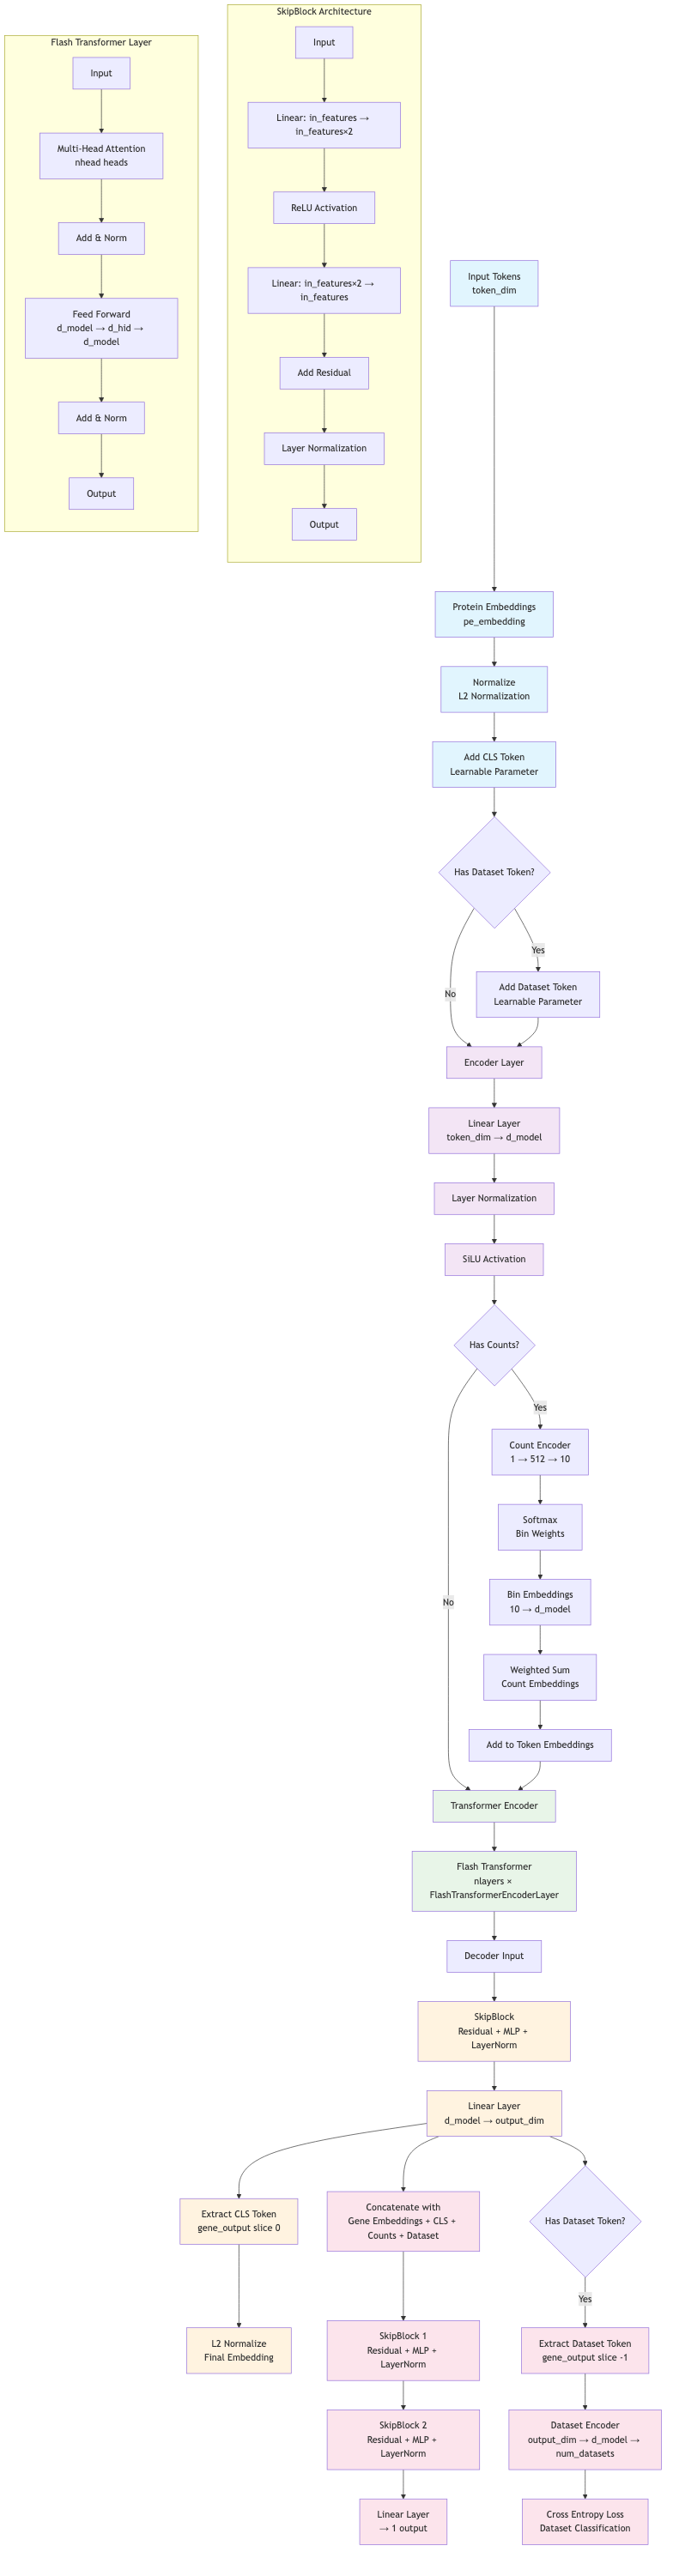 Flash Transformer Layer
Input
Multi-Head Attention
nhead heads
Add & Norm
Feed Forward
d_model → d_hid →
d_model
Add & Norm
Output
SkipBlock Architecture
Input
Linear: in_features →
in_features×2
ReLU Activation
Linear: in_features×2 →
in_features
Add Residual
Layer Normalization
Output
Input Tokens
token_dim
Protein Embeddings
pe_embedding
Normalize
L2 Normalization
Add CLS Token
Learnable Parameter
Has Dataset Token?
Yes
No
Add Dataset Token
Learnable Parameter
Encoder Layer
Linear Layer
token_dim → d_model
Layer Normalization
SiLU Activation
Has Counts?
Yes
Count Encoder
1 → 512 → 10
Softmax
Bin Weights
Bin Embeddings
10 → d_model
No
Weighted Sum
Count Embeddings
Add to Token Embeddings
Transformer Encoder
Flash Transformer
nlayers ×
FlashTransformerEncoderLayer
Decoder Input
SkipBlock
Residual + MLP +
LayerNorm
Linear Layer
d_model → output_dim
Extract CLS Token
gene_output slice 0
L2 Normalize
Final Embedding
Concatenate with
Gene Embeddings + CLS +
Counts + Dataset
SkipBlock 1
Residual + MLP +
LayerNorm
SkipBlock 2
Residual + MLP +
LayerNorm
Linear Layer
→ 1 output
Has Dataset Token?
Yes
Extract Dataset Token
gene_output slice -1
Dataset Encoder
output_dim → d_model →
num_datasets
Cross Entropy Loss
Dataset Classification